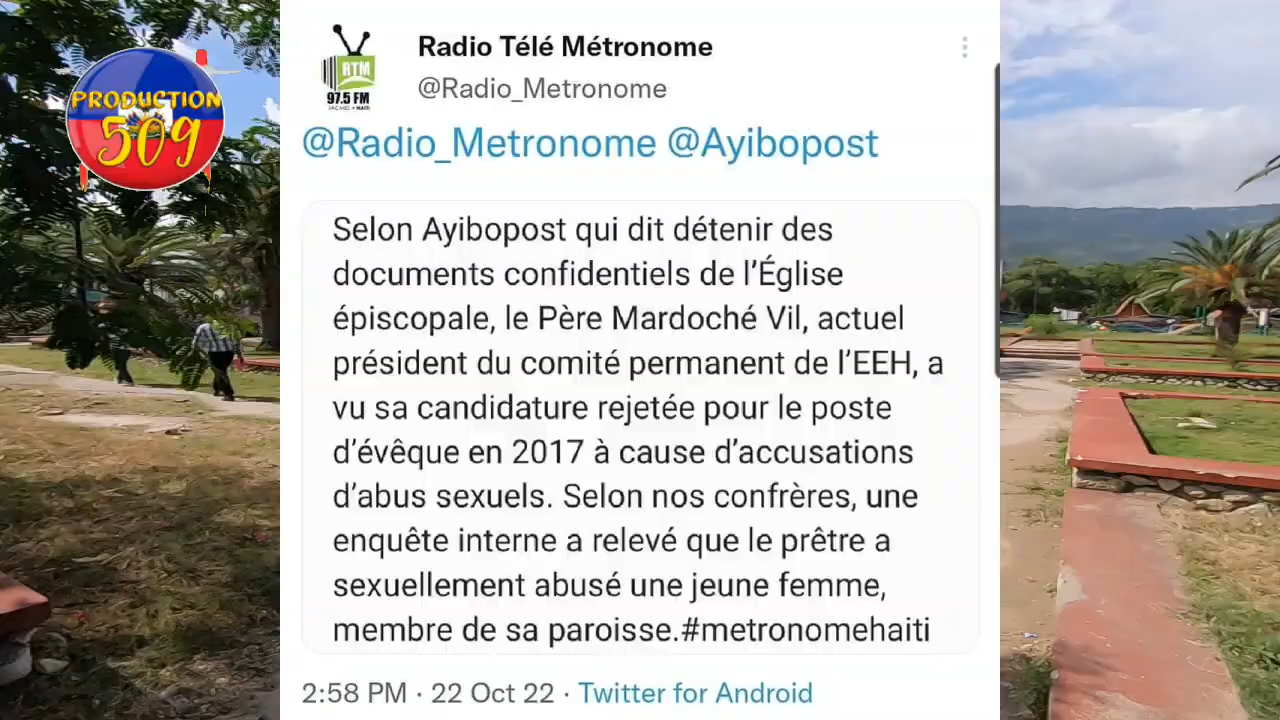 PRODUCTION
509
RTM
97.5 FM
JACMEL • HAITI
Radio Télé Métronome
@Radio_Metronome
@Radio_Metronome @Ayibopost
Selon Ayibopost qui dit détenir des
documents confidentiels de l’Église
épiscopale, le Père Mardoché Vil, actuel
président du comité permanent de l’EEH, a
vu sa candidature rejetée pour le poste
d’évêque en 2017 à cause d’accusations
d’abus sexuels. Selon nos confrères, une
enquête interne a relevé que le prêtre a
sexuellement abusé une jeune femme,
membre de sa paroisse.#metronomehaiti
2:58 PM · 22 Oct 22 · Twitter for Android